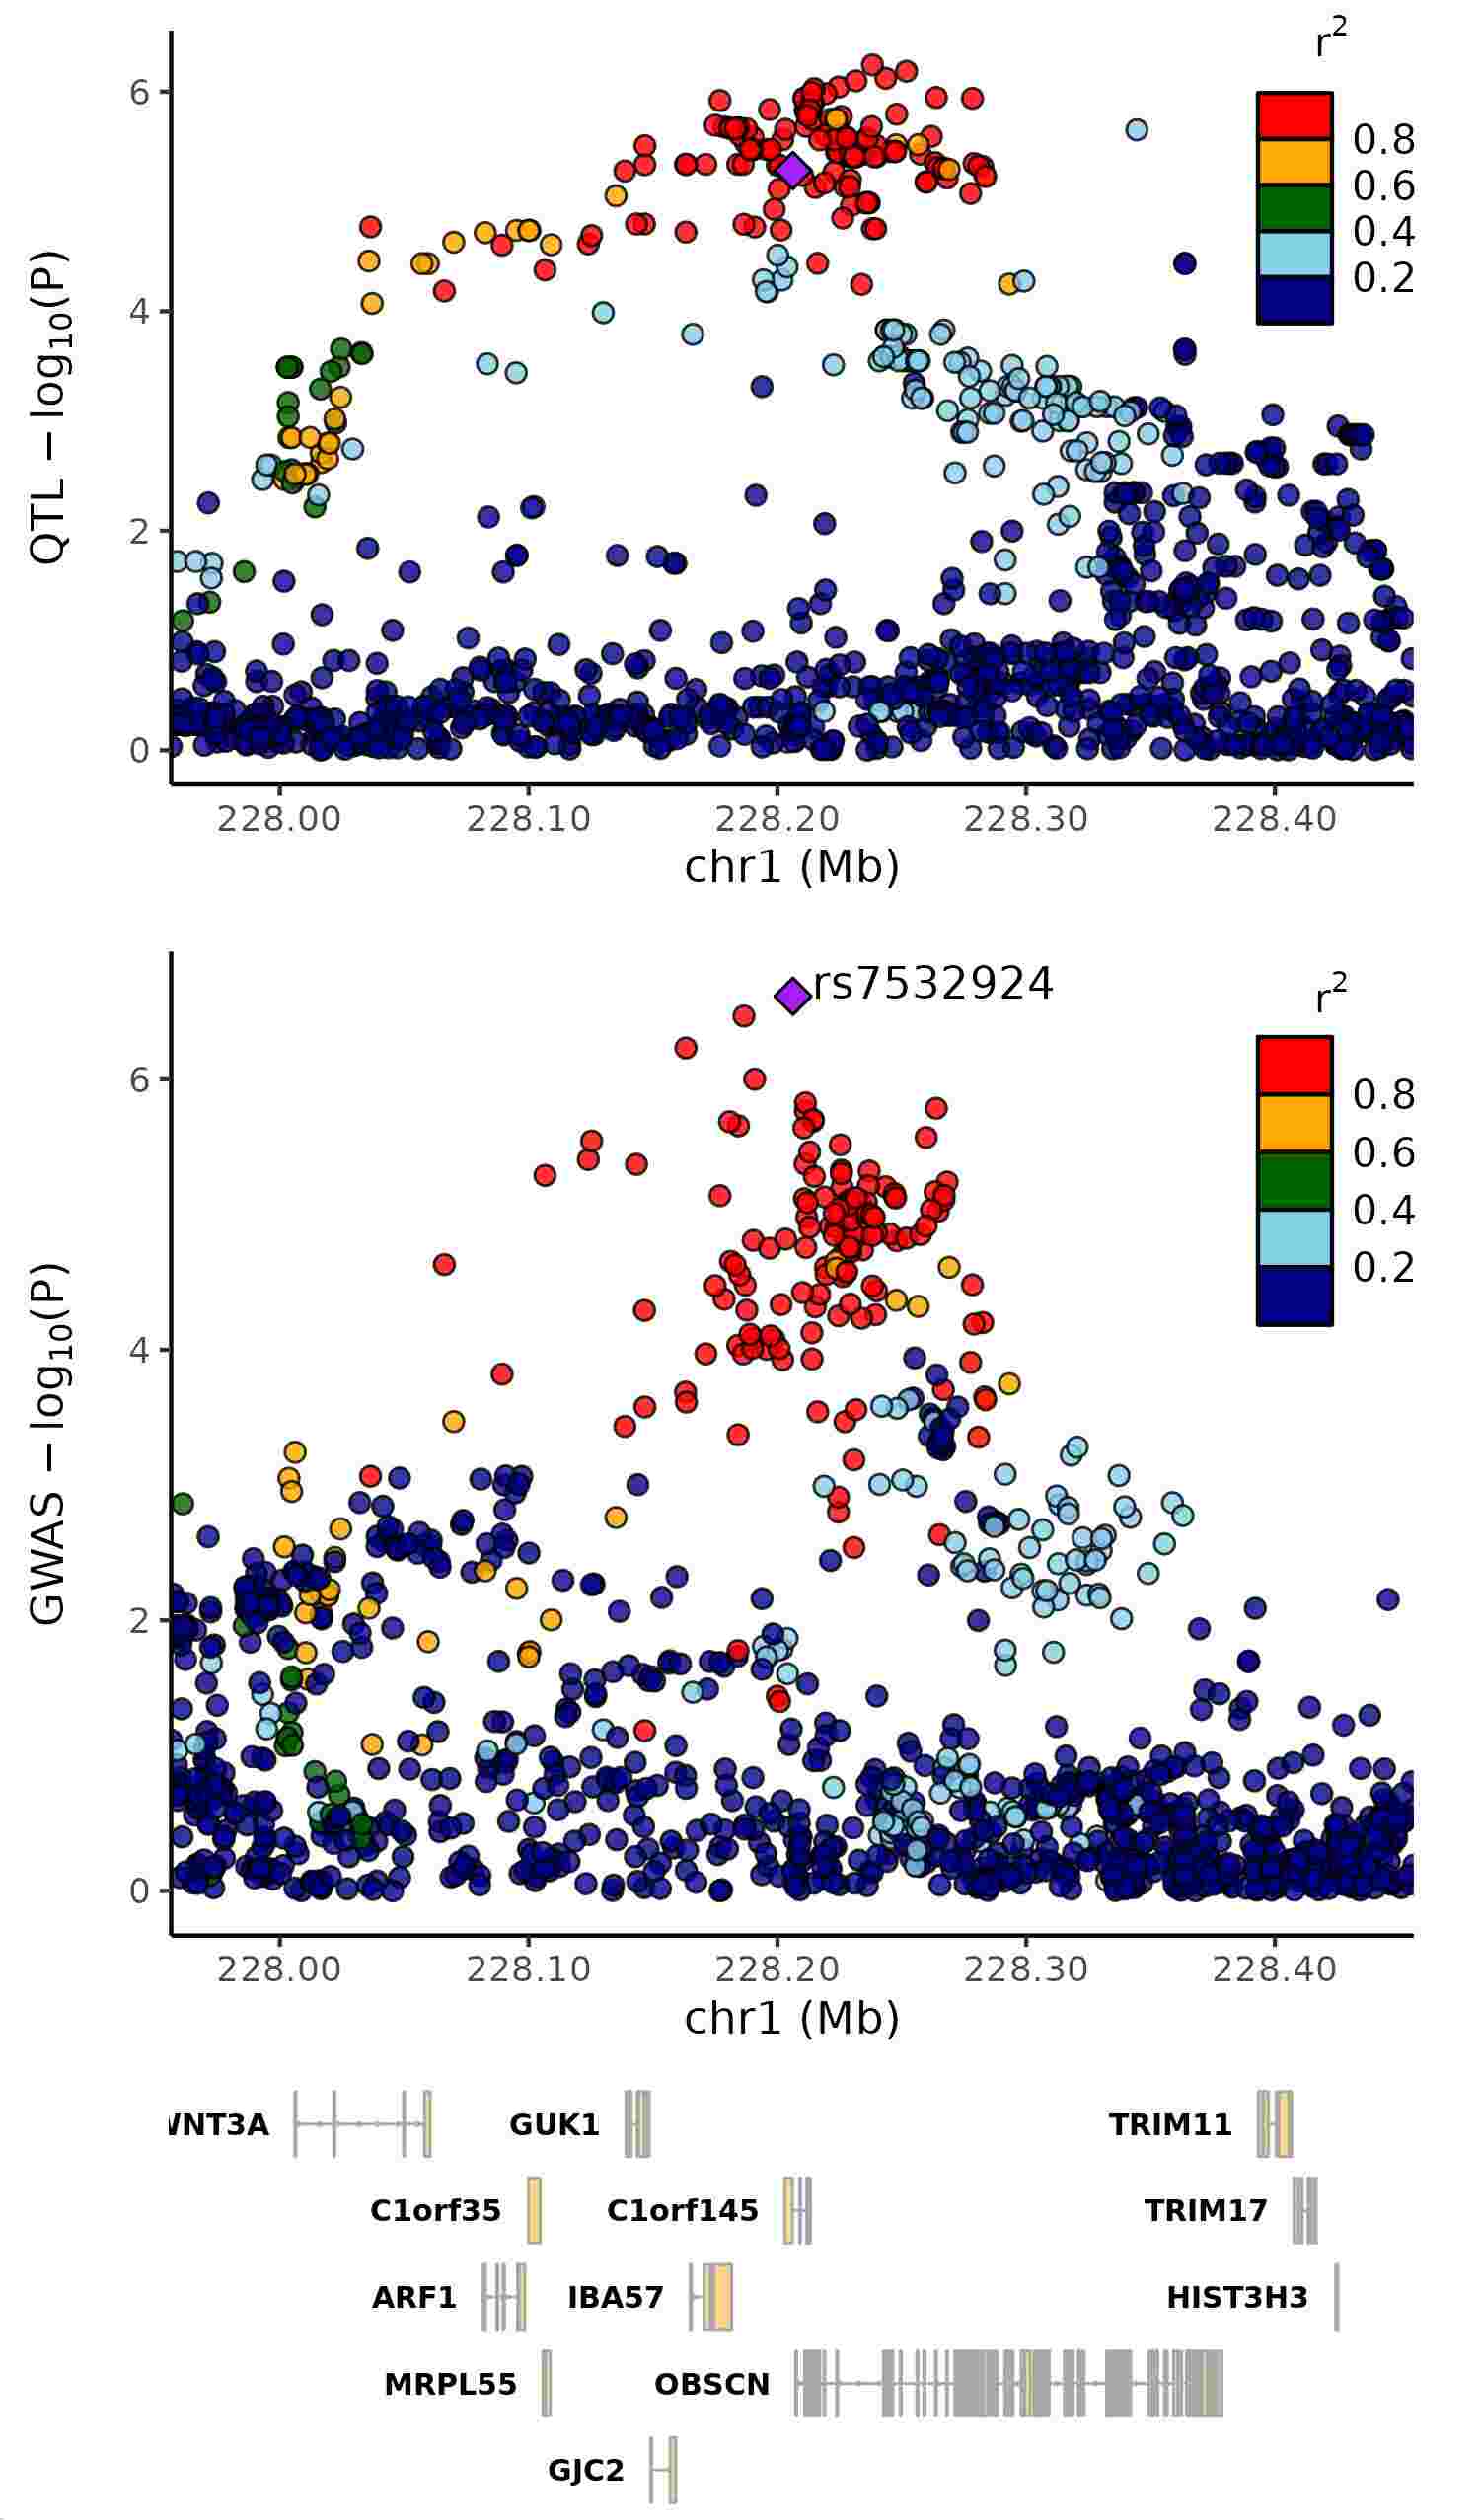 r²
QTL − log₁₀(P)
6
4
2
0
0.8
0.6
0.4
0.2
228.00 228.10 228.20 228.30 228.40
chr1 (Mb)
rs7532924
r²
GWAS − log₁₀(P)
6
4
2
0
0.8
0.6
0.4
0.2
228.00 228.10 228.20 228.30 228.40
chr1 (Mb)
WNT3A GUK1 TRIM11
C1orf35 C1orf145 TRIM17
ARF1 IBA57 HIST3H3
MRPL55 OBSCN
GJC2